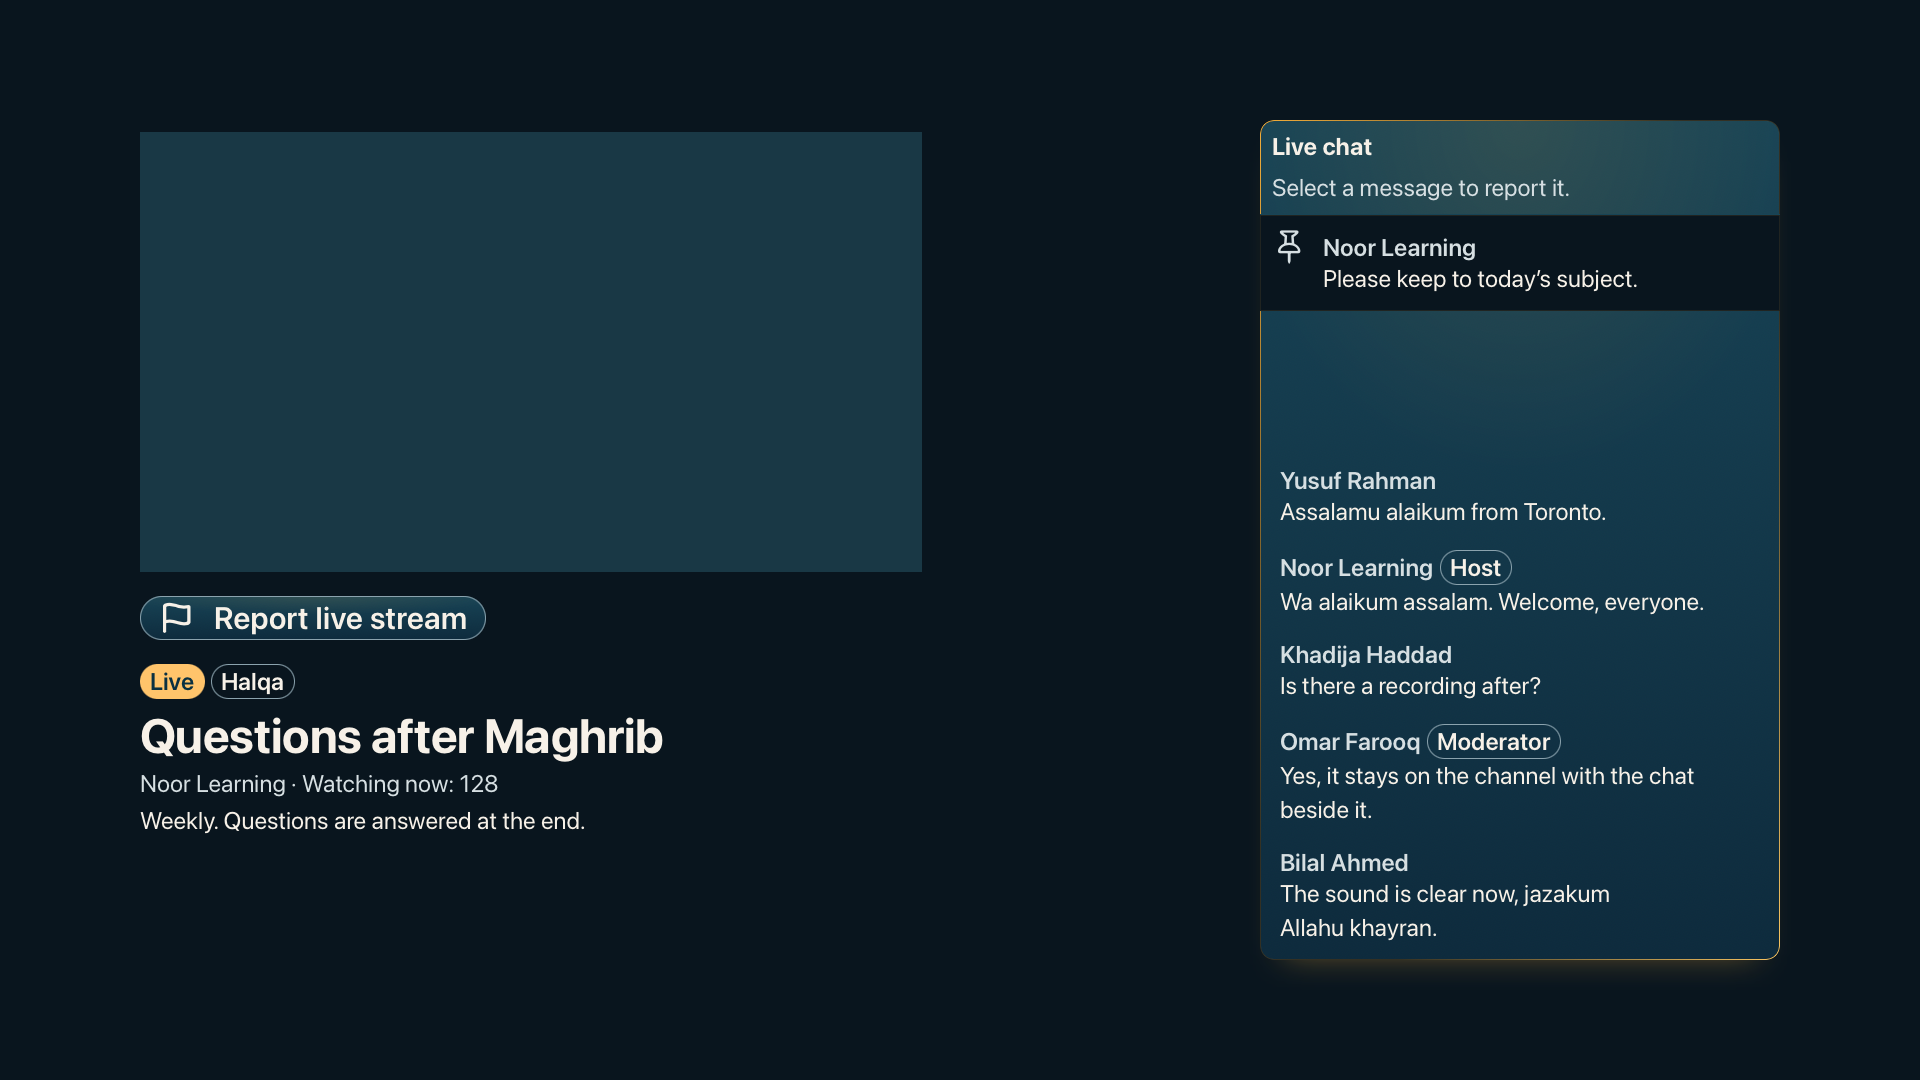 Report live stream
Live
Halqa
Questions after Maghrib
Noor Learning · Watching now: 128
Weekly. Questions are answered at the end.
Live chat
Select a message to report it.
Noor Learning
Please keep to today’s subject.
Yusuf Rahman
Assalamu alaikum from Toronto.
Noor Learning Host
Wa alaikum assalam. Welcome, everyone.
Khadija Haddad
Is there a recording after?
Omar Farooq Moderator
Yes, it stays on the channel with the chat
beside it.
Bilal Ahmed
The sound is clear now, jazakum
Allahu khayran.